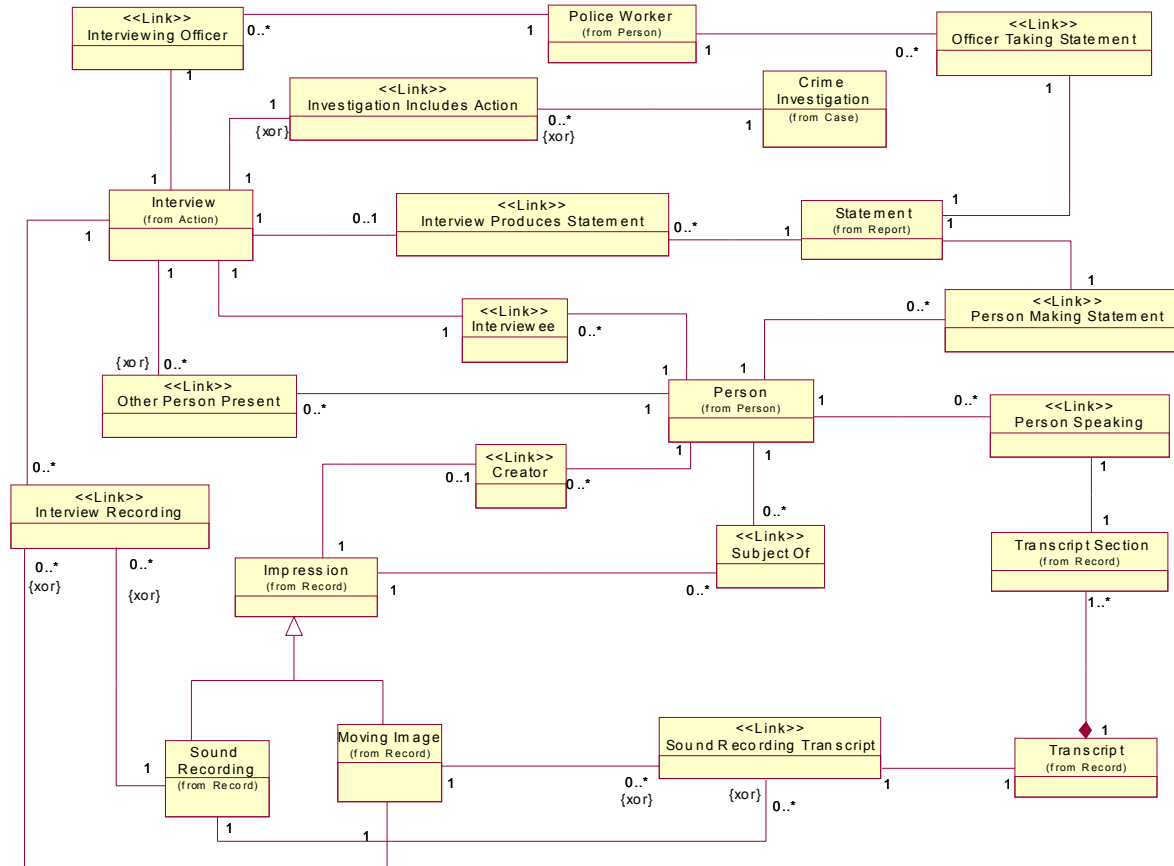 <<Link>>
Interviewing Officer
0..*
1
1
Police Worker
(from Person)
1
0..*
<<Link>>
Officer Taking Statement
1
<<Link>>
Investigation Includes Action
1
{xor}
0..*
{xor}
1
Crime
Investigation
(from Case)
1
1
Interview
(from Action)
1
1
1
1
0..1
<<Link>>
Interview Produces Statement
0..*
1
Statement
(from Report)
1
1
1
<<Link>>
Interviewee
1
0..*
0..*
<<Link>>
Person Making Statement
{xor}
0..*
<<Link>>
Other Person Present
0..*
1
1
1
Person
(from Person)
1
1
1
0..*
<<Link>>
Person Speaking
1
0..*
<<Link>>
Interview Recording
0..*
{xor}
0..*
{xor}
<<Link>>
Creator
0..1
0..*
0..*
<<Link>>
Subject Of
0..*
1
Impression
(from Record)
1
1
Transcript Section
(from Record)
1..*
1
Sound
Recording
(from Record)
1
Moving Image
(from Record)
1
1
<<Link>>
Sound Recording Transcript
0..*
{xor}
{xor}
0..*
1
1
1
Transcript
(from Record)